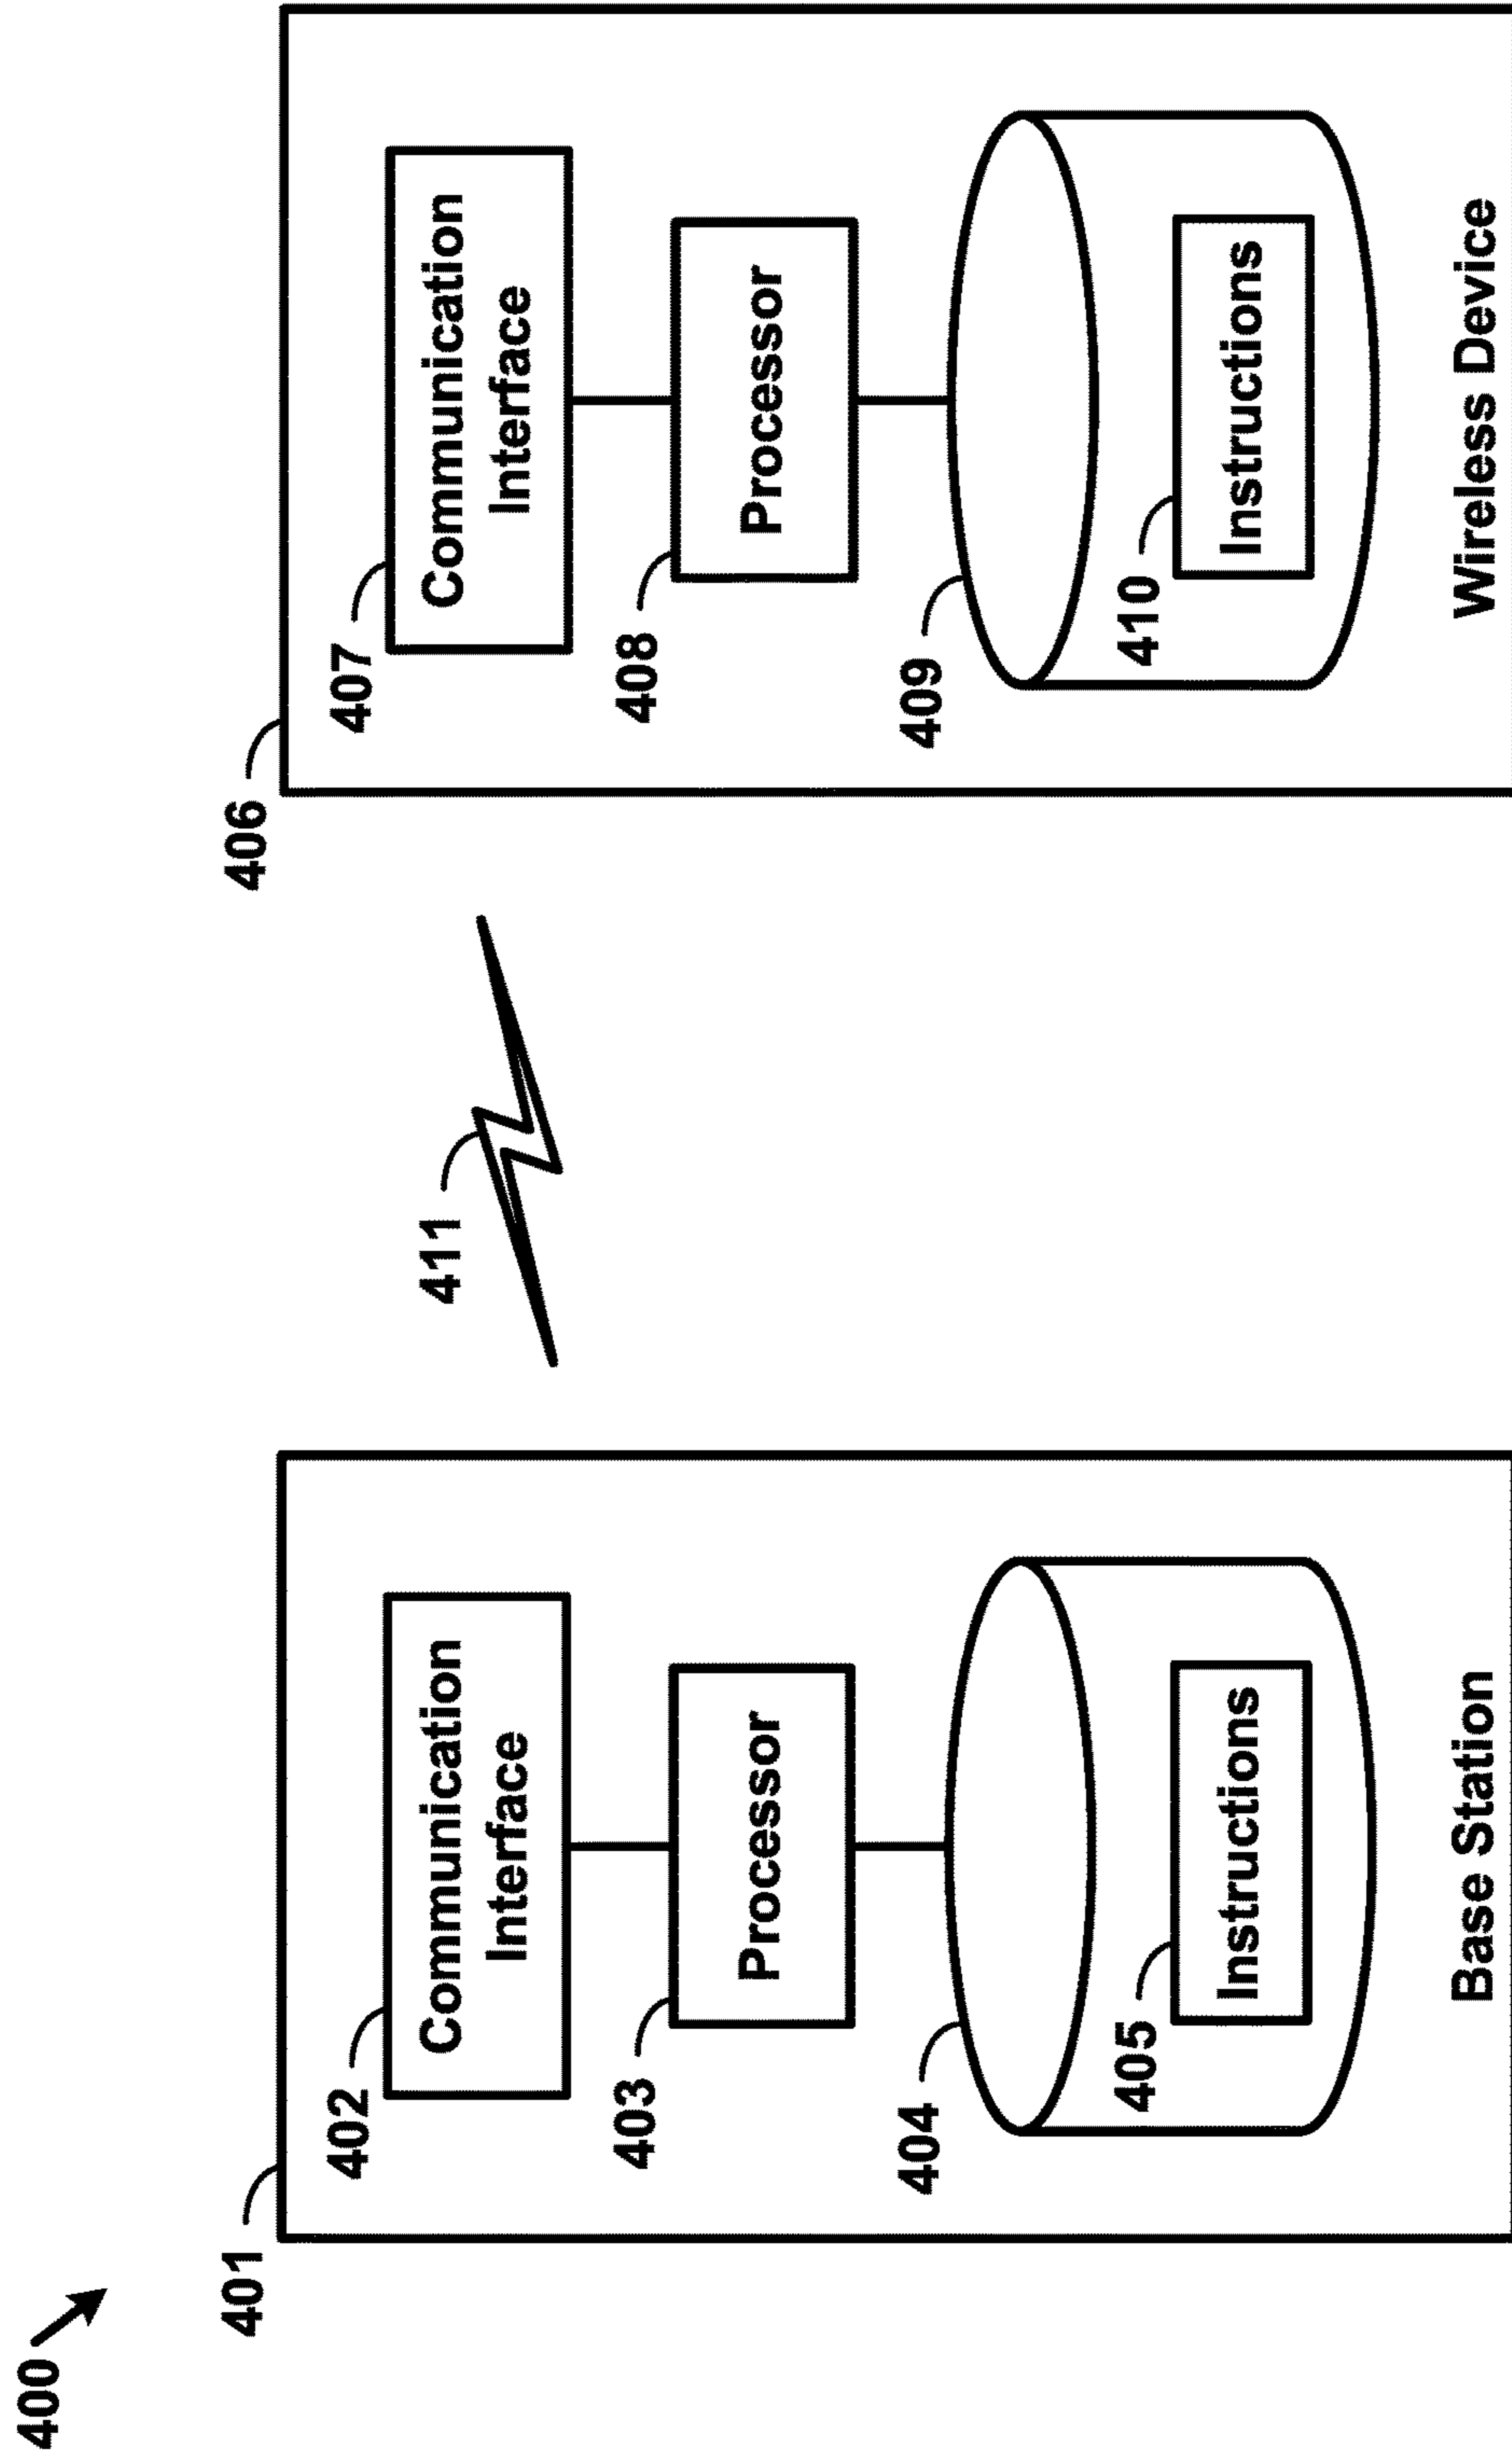 400
401
402
Communication
Interface
403
Processor
404
405
Instructions
Base Station
411
406
407
Communication
Interface
408
Processor
409
410
Instructions
Wireless Device